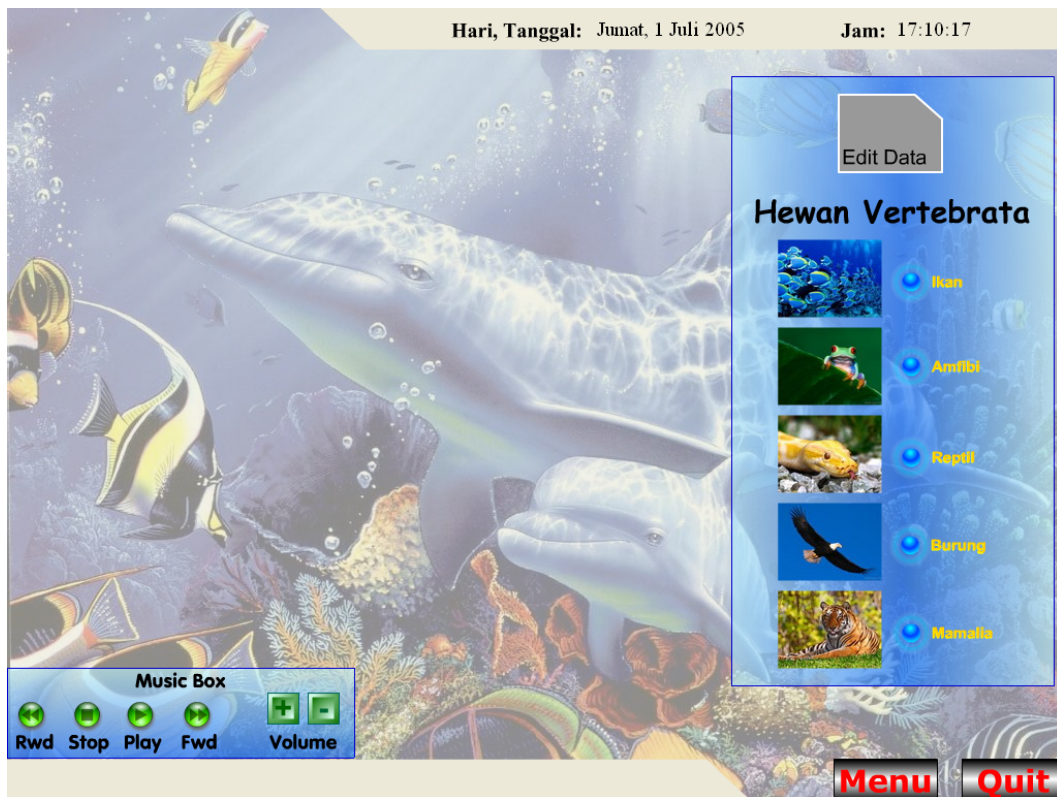 Hari, Tanggal: Jumat, 1 Juli 2005 Jam: 17:10:17
Edit Data
Hewan Vertebrata
Ikan
Amfibi
Reptil
Burung
Mamalia
Music Box
+ -
Rwd Stop Play Fwd Volume
Menu Quit